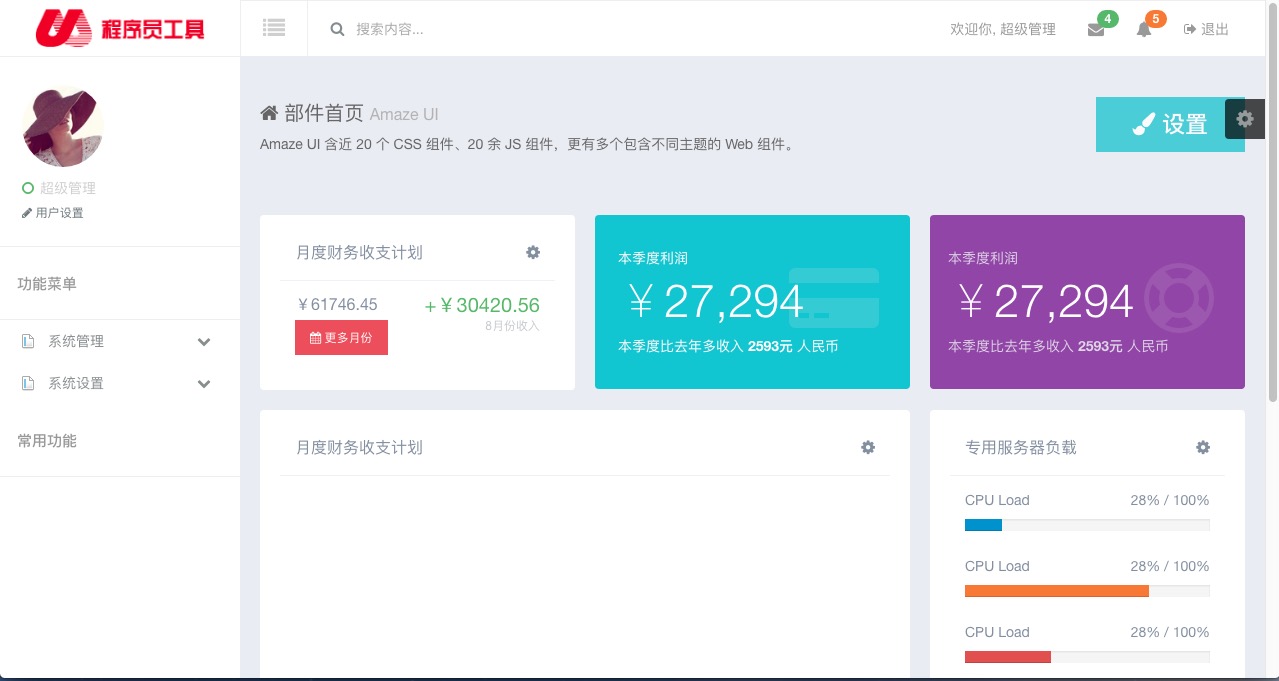 程序员工具
搜索内容...
欢迎你, 超级管理
4
5
退出
超级管理
用户设置
功能菜单
系统管理
系统设置
常用功能
部件首页 Amaze UI
Amaze UI 含近 20 个 CSS 组件、20 余 JS 组件，更有多个包含不同主题的 Web 组件。
设置
月度财务收支计划
￥61746.45
+￥30420.56
8月份收入
更多月份
本季度利润
￥27,294
本季度比去年多收入 2593元 人民币
本季度利润
￥27,294
本季度比去年多收入 2593元 人民币
月度财务收支计划
专用服务器负载
CPU Load 28% / 100%
CPU Load 28% / 100%
CPU Load 28% / 100%